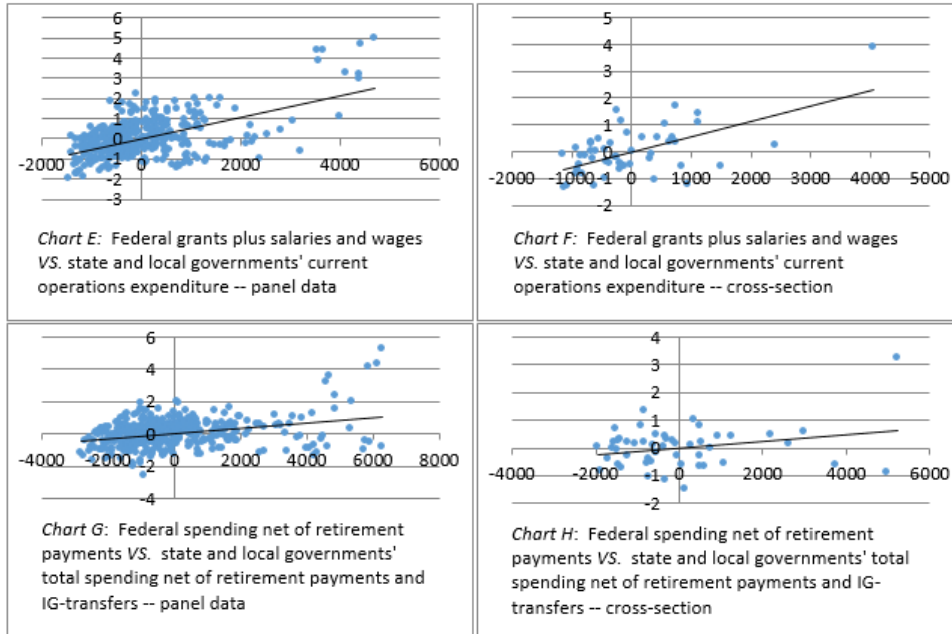 6
5
4
3
2
1
0
-1
-2
-3
-2000 0 2000 4000 6000
Chart E: Federal grants plus salaries and wages
VS. state and local governments' current
operations expenditure -- panel data
5
4
3
2
1
0
-1
-2
-2000 -1000 0 1000 2000 3000 4000 5000
Chart F: Federal grants plus salaries and wages
VS. state and local governments' current
operations expenditure -- cross-section
6
4
2
0
-2
-4
-4000 -2000 0 2000 4000 6000 8000
Chart G: Federal spending net of retirement
payments VS. state and local governments'
total spending net of retirement payments and
IG-transfers -- panel data
4
3
2
1
0
-1
-2
-4000 -2000 0 2000 4000 6000
Chart H: Federal spending net of retirement
payments VS. state and local governments' total
spending net of retirement payments and IG-
transfers -- cross-section